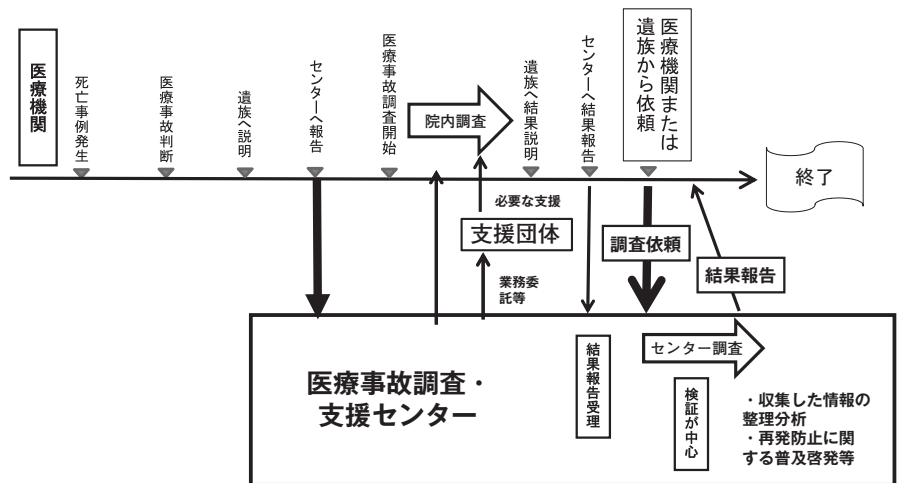 医療機関
死亡事例発生
医療事故判断
遺族へ説明
センターへ報告
医療事故調査開始
院内調査
遺族へ結果説明
センターへ結果報告
医療機関または
遺族から依頼
終了
必要な支援
支援団体
業務委
託等
調査依頼
結果報告
医療事故調査・
支援センター
結果報告受理
センター調査
検証が中心
・収集した情報の
整理分析
・再発防止に関
する普及啓発等